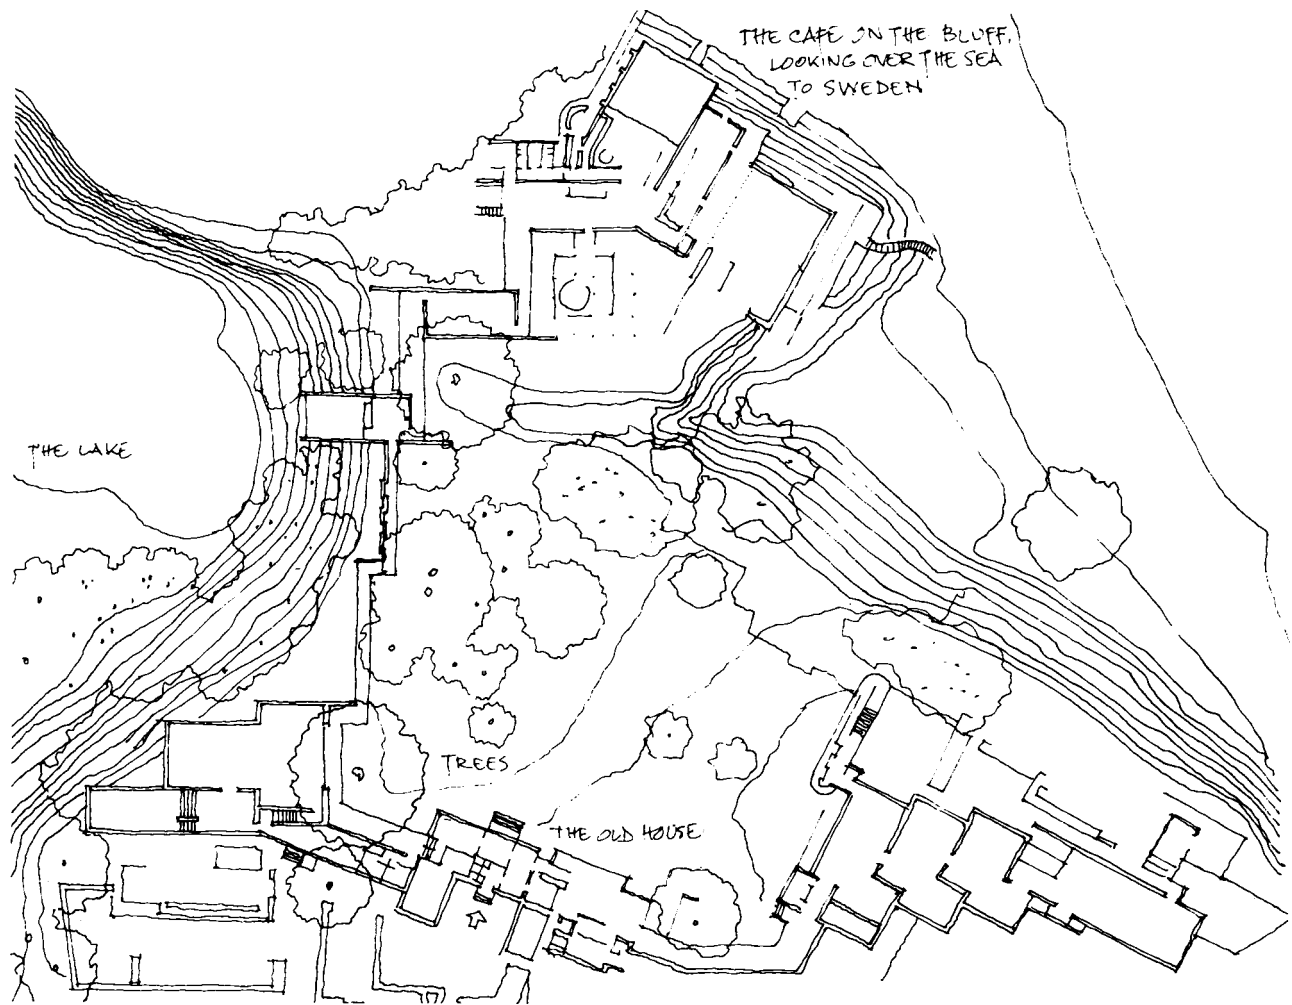 THE CAFE ON THE BLUFF,
LOOKING OVER THE SEA
TO SWEDEN
THE LAKE
TREES
THE OLD HOUSE